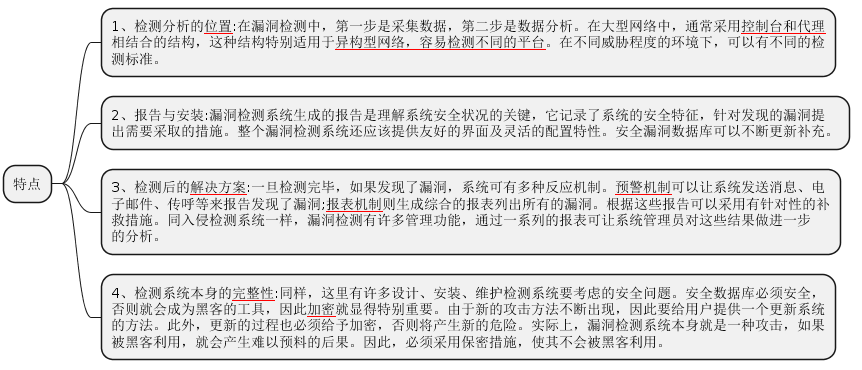 特点
1、检测分析的位置:在漏洞检测中，第一步是采集数据，第二步是数据分析。在大型网络中，通常采用控制台和代理
相结合的结构，这种结构特别适用于异构型网络，容易检测不同的平台。在不同威胁程度的环境下，可以有不同的检
测标准。
2、报告与安装:漏洞检测系统生成的报告是理解系统安全状况的关键，它记录了系统的安全特征，针对发现的漏洞提
出需要采取的措施。整个漏洞检测系统还应该提供友好的界面及灵活的配置特性。安全漏洞数据库可以不断更新补充。
3、检测后的解决方案:一旦检测完毕，如果发现了漏洞，系统可有多种反应机制。预警机制可以让系统发送消息、电
子邮件、传呼等来报告发现了漏洞;报表机制则生成综合的报表列出所有的漏洞。根据这些报告可以采用有针对性的补
救措施。同入侵检测系统一样，漏洞检测有许多管理功能，通过一系列的报表可让系统管理员对这些结果做进一步
的分析。
4、检测系统本身的完整性:同样，这里有许多设计、安装、维护检测系统要考虑的安全问题。安全数据库必须安全，
否则就会成为黑客的工具，因此加密就显得特别重要。由于新的攻击方法不断出现，因此要给用户提供一个更新系统
的方法。此外，更新的过程也必须给予加密，否则将产生新的危险。实际上，漏洞检测系统本身就是一种攻击，如果
被黑客利用，就会产生难以预料的后果。因此，必须采用保密措施，使其不会被黑客利用。